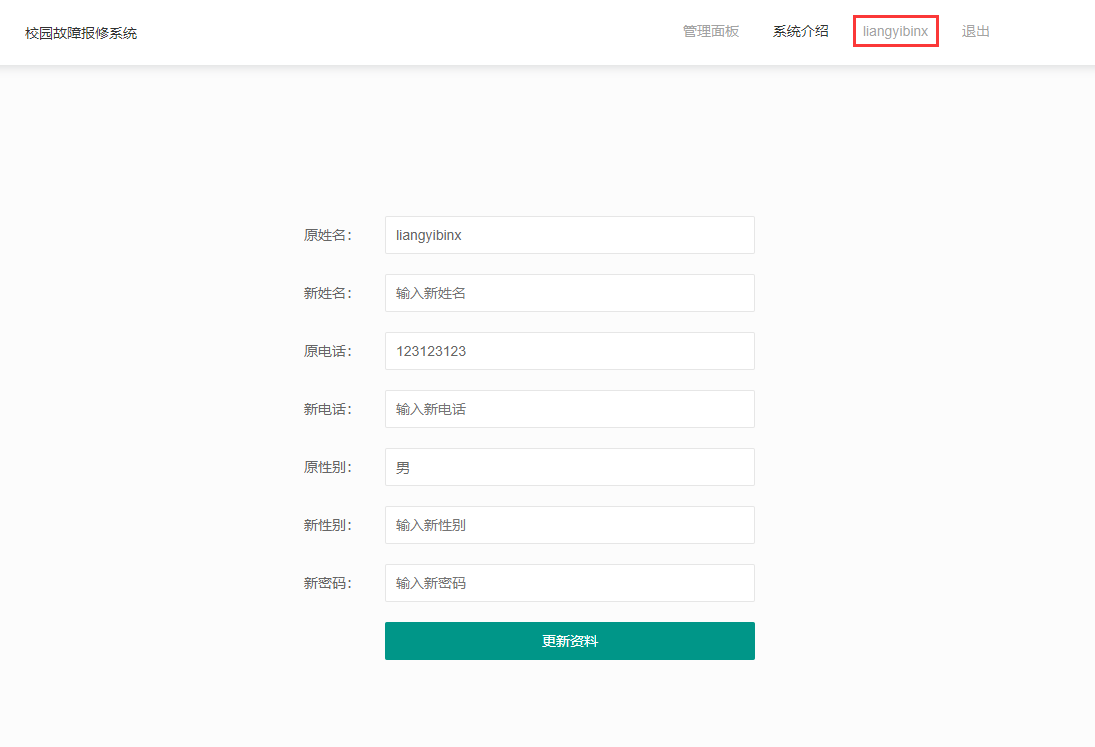 校园故障报修系统
管理面板 系统介绍 liangyibinx 退出
原姓名： liangyibinx
新姓名： 输入新姓名
原电话： 123123123
新电话： 输入新电话
原性别： 男
新性别： 输入新性别
新密码： 输入新密码
更新资料